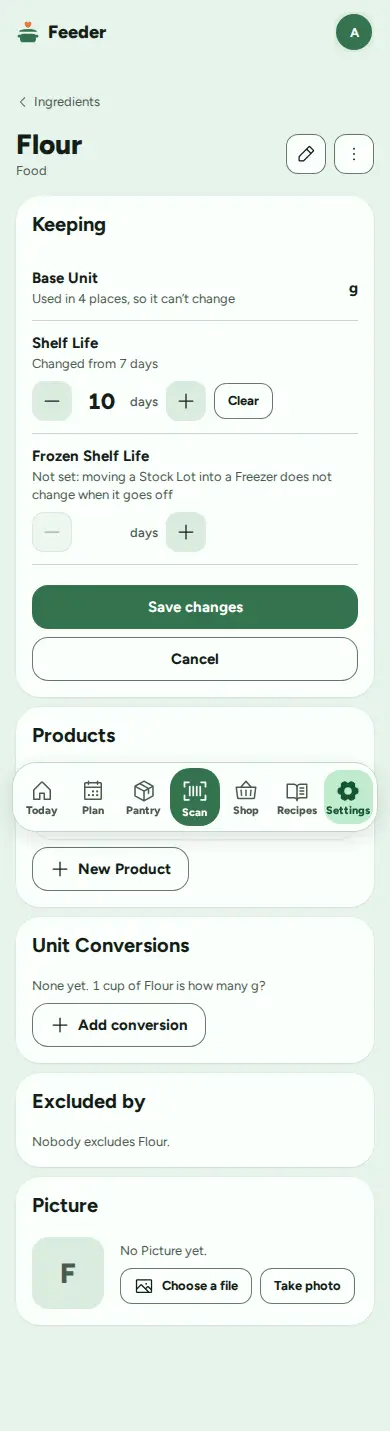 Feeder
A
Ingredients
Flour
Food
Keeping
Base Unit
Used in 4 places, so it can't change
g
Shelf Life
Changed from 7 days
10 days
Clear
Frozen Shelf Life
Not set: moving a Stock Lot into a Freezer does not
change when it goes off
days
Save changes
Cancel
Products
Today
Plan
Pantry
Scan
Shop
Recipes
Settings
New Product
Unit Conversions
None yet. 1 cup of Flour is how many g?
Add conversion
Excluded by
Nobody excludes Flour.
Picture
F
No Picture yet.
Choose a file
Take photo